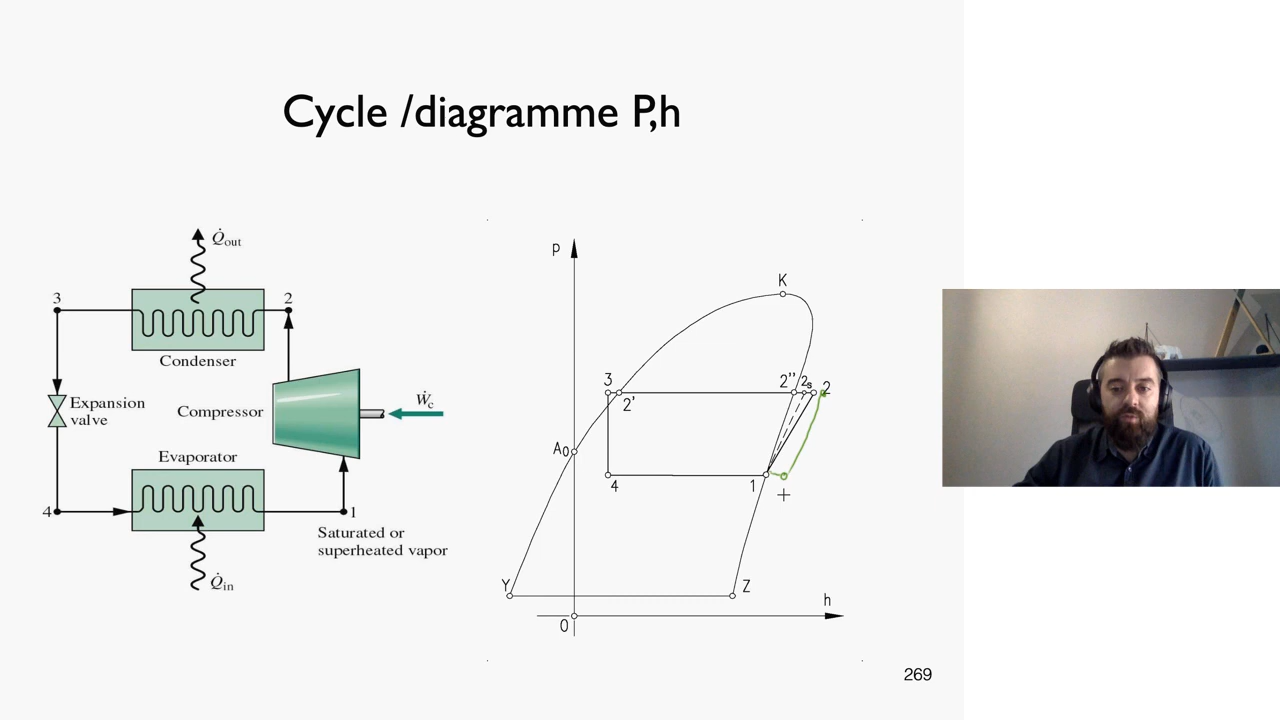 Cycle /diagramme P,h
Q̇out
3
2
Condenser
Expansion
valve
Compressor
Ẇc
Evaporator
4
1
Saturated or
superheated vapor
Q̇in
p
K
3
2'
2''
2s
2
A0
4
1
+
Y
Z
h
0
269